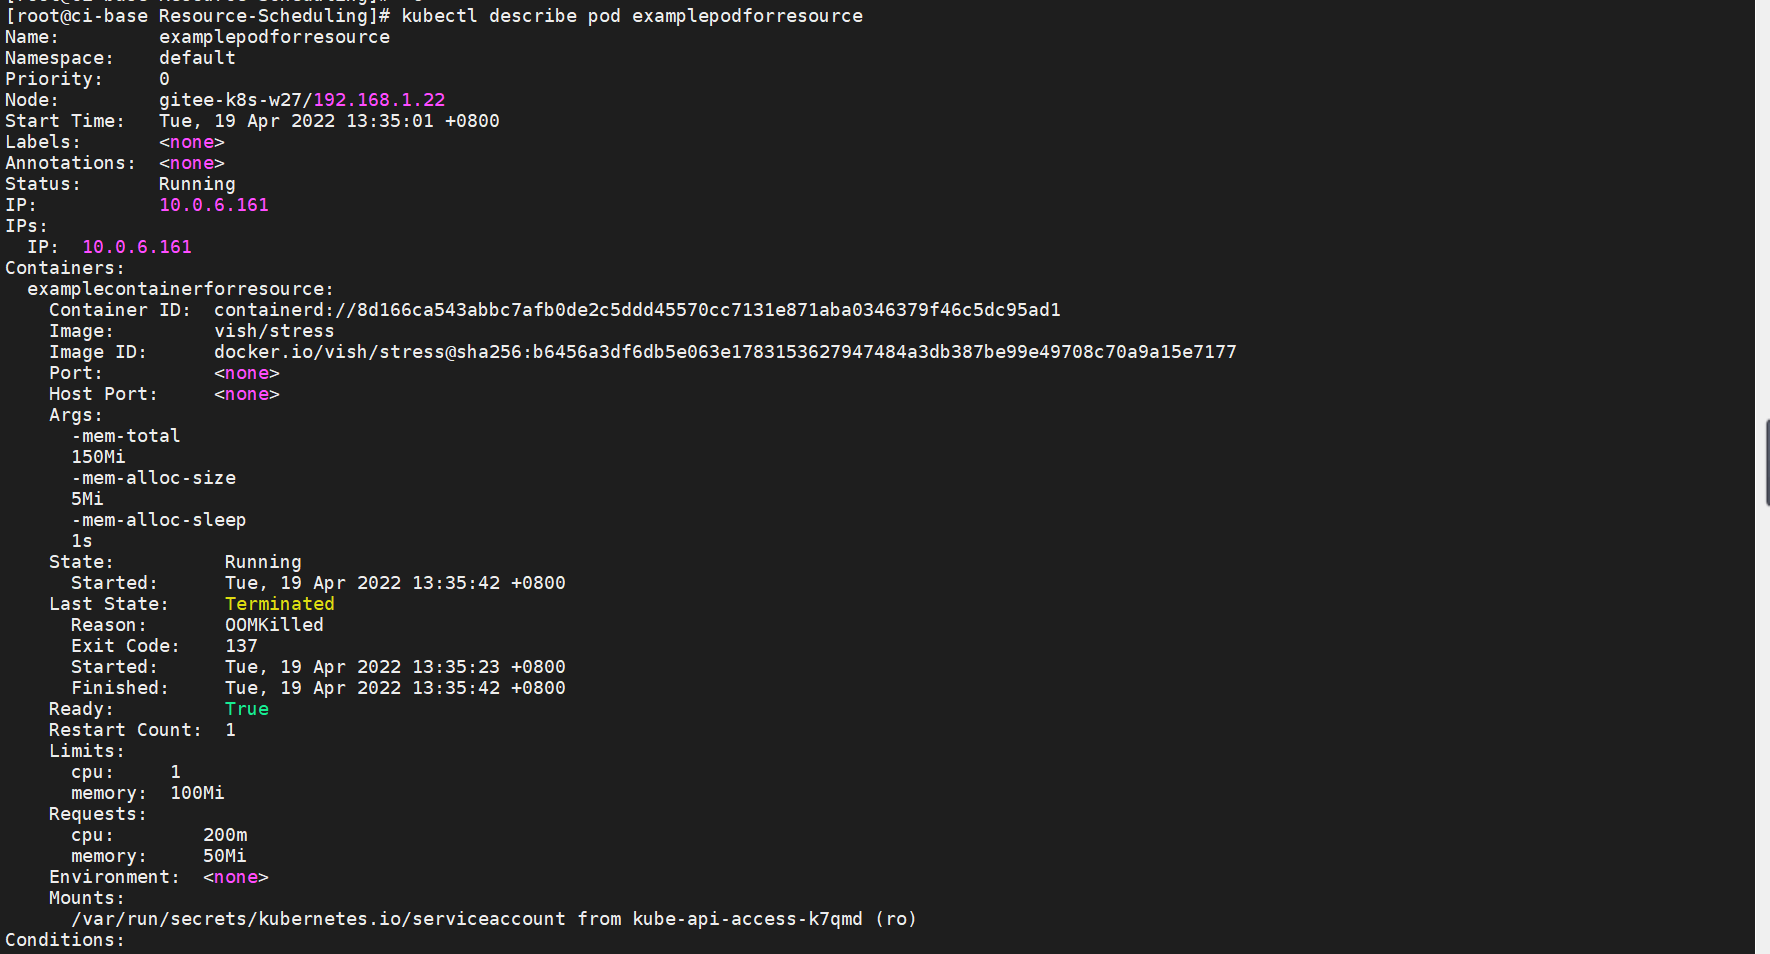 [root@ci-base Resource-Scheduling]# kubectl describe pod examplepodforresource
Name:         examplepodforresource
Namespace:    default
Priority:     0
Node:         gitee-k8s-w27/192.168.1.22
Start Time:   Tue, 19 Apr 2022 13:35:01 +0800
Labels:       <none>
Annotations:  <none>
Status:       Running
IP:           10.0.6.161
IPs:
  IP:  10.0.6.161
Containers:
  examplecontainerforresource:
    Container ID:  containerd://8d166ca543abbc7afb0de2c5ddd45570cc7131e871aba0346379f46c5dc95ad1
    Image:         vish/stress
    Image ID:      docker.io/vish/stress@sha256:b6456a3df6db5e063e1783153627947484a3db387be99e49708c70a9a15e7177
    Port:          <none>
    Host Port:     <none>
    Args:
      -mem-total
      150Mi
      -mem-alloc-size
      5Mi
      -mem-alloc-sleep
      1s
    State:          Running
      Started:      Tue, 19 Apr 2022 13:35:42 +0800
    Last State:     Terminated
      Reason:       OOMKilled
      Exit Code:    137
      Started:      Tue, 19 Apr 2022 13:35:23 +0800
      Finished:     Tue, 19 Apr 2022 13:35:42 +0800
    Ready:          True
    Restart Count:  1
    Limits:
      cpu:     1
      memory:  100Mi
    Requests:
      cpu:        200m
      memory:     50Mi
    Environment:  <none>
    Mounts:
      /var/run/secrets/kubernetes.io/serviceaccount from kube-api-access-k7qmd (ro)
Conditions: